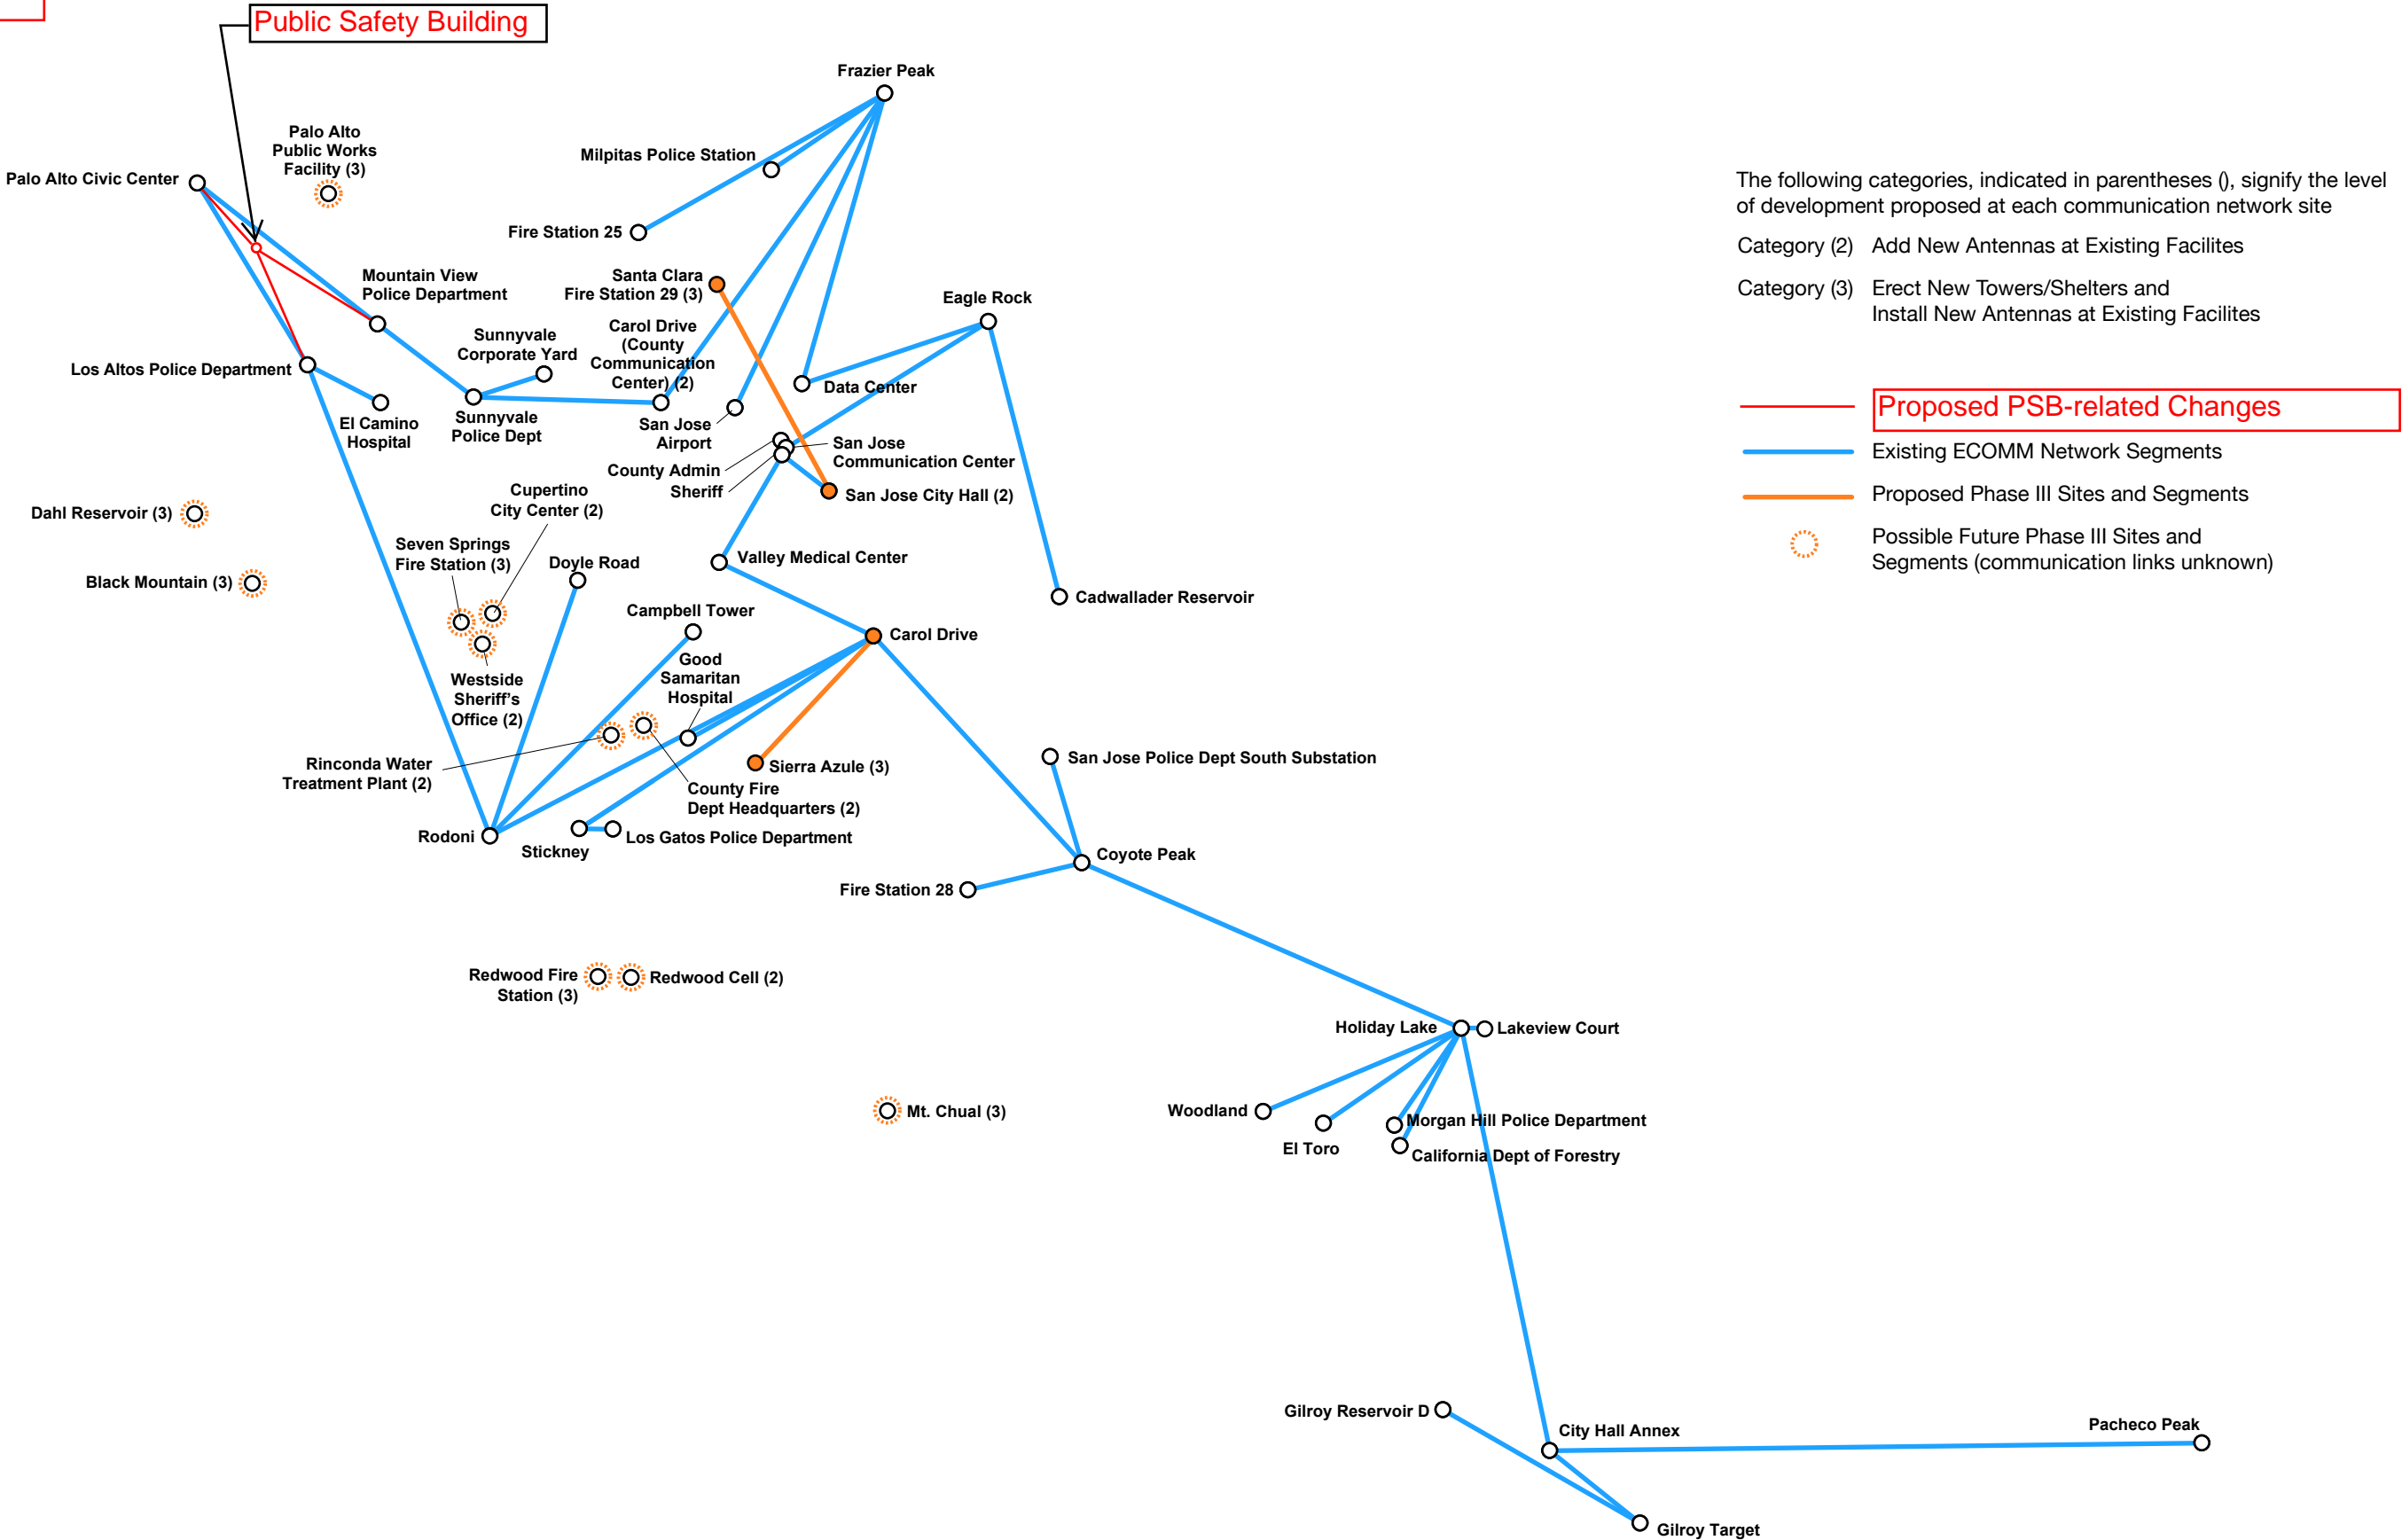 Public Safety Building
Frazier Peak
Palo Alto
Public Works
Facility (3)
Milpitas Police Station
Palo Alto Civic Center
Fire Station 25
Mountain View
Police Department
Santa Clara
Fire Station 29 (3)
Eagle Rock
Sunnyvale
Corporate Yard
Carol Drive
(County
Communication
Center) (2)
Los Altos Police Department
Data Center
El Camino
Hospital
Sunnyvale
Police Dept
San Jose
Airport
San Jose
Communication Center
County Admin
Sheriff
San Jose City Hall (2)
Cupertino
City Center (2)
Dahl Reservoir (3)
Seven Springs
Fire Station (3)
Doyle Road
Valley Medical Center
Black Mountain (3)
Cadwallader Reservoir
Campbell Tower
Carol Drive
Good
Samaritan
Hospital
Westside
Sheriff's
Office (2)
Rinconda Water
Treatment Plant (2)
Sierra Azule (3)
San Jose Police Dept South Substation
County Fire
Dept Headquarters (2)
Rodoni
Stickney
Los Gatos Police Department
Coyote Peak
Fire Station 28
Redwood Fire
Station (3)
Redwood Cell (2)
Holiday Lake
Lakeview Court
Mt. Chual (3)
Woodland
El Toro
Morgan Hill Police Department
California Dept of Forestry
Gilroy Reservoir D
City Hall Annex
Pacheco Peak
Gilroy Target
The following categories, indicated in parentheses (), signify the level
of development proposed at each communication network site
Category (2) Add New Antennas at Existing Facilites
Category (3) Erect New Towers/Shelters and
Install New Antennas at Existing Facilites
Proposed PSB-related Changes
Existing ECOMM Network Segments
Proposed Phase III Sites and Segments
Possible Future Phase III Sites and
Segments (communication links unknown)